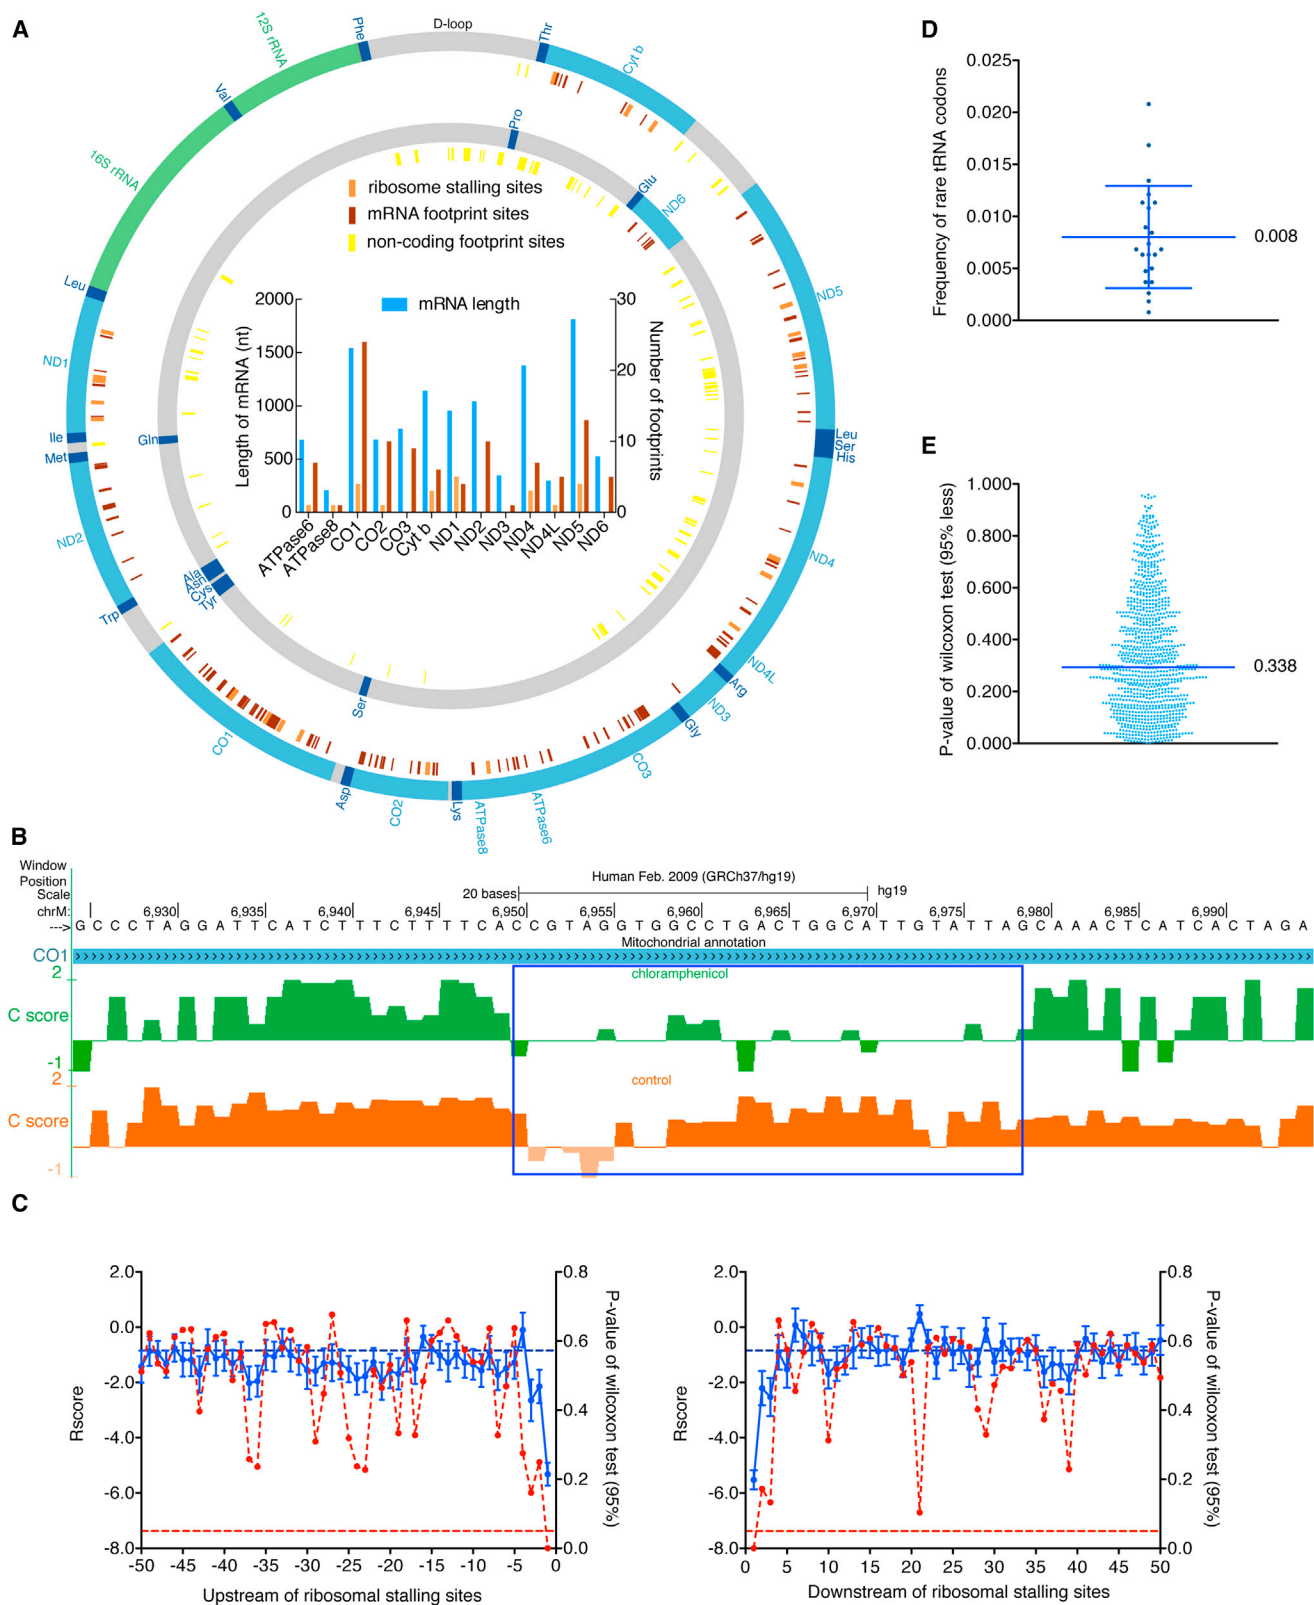 A
D-loop
Phe
Thr
12S rRNA
Cyt b
Val
Pro
16S rRNA
Glu
ND6
ribosome stalling sites
mRNA footprint sites
non-coding footprint sites
Leu
ND5
ND1
2000
30
mRNA length
Length of mRNA (nt)
Number of footprints
1500
20
1000
10
500
0
0
ATPase6
ATPase8
CO1
CO2
CO3
Cyt b
ND1
ND2
ND3
ND4
ND4L
ND5
ND6
Ile
Gln
Met
Leu
Ser
His
ND2
ND4
Ala
Asn
Cys
Tyr
Trp
ND4L
Arg
ND3
Gly
Ser
CO1
CO3
Asp
CO2
Lys
ATPase8
ATPase6
D
Frequency of rare tRNA codons
0.025
0.020
0.015
0.010
0.005
0.000
0.008
E
P-value of wilcoxon test (95% less)
1.000
0.800
0.600
0.400
0.200
0.000
0.338
B
Window
Position
Human Feb. 2009 (GRCh37/hg19)
Scale
20 bases
hg19
chrM:
6,930
6,935
6,940
6,945
6,950
6,955
6,960
6,965
6,970
6,975
6,980
6,985
6,990
---> G C C C T A G G A T T C A T C T T T C T T T T C A C C G T A G G T G G C C T G A C T G G C A T T G T A T T A G C A A A C T C A T C A C T A G A
Mitochondrial annotation
CO1
2
chloramphenicol
C score
-1
2
control
C score
-1
C
2.0
0.0
-2.0
-4.0
-6.0
-8.0
Rscore
0.8
0.6
0.4
0.2
0.0
P-value of wilcoxon test (95%)
-50 -45 -40 -35 -30 -25 -20 -15 -10 -5 0
Upstream of ribosomal stalling sites
2.0
0.0
-2.0
-4.0
-6.0
-8.0
Rscore
0.8
0.6
0.4
0.2
0.0
P-value of wilcoxon test (95%)
0 5 10 15 20 25 30 35 40 45 50
Downstream of ribosomal stalling sites